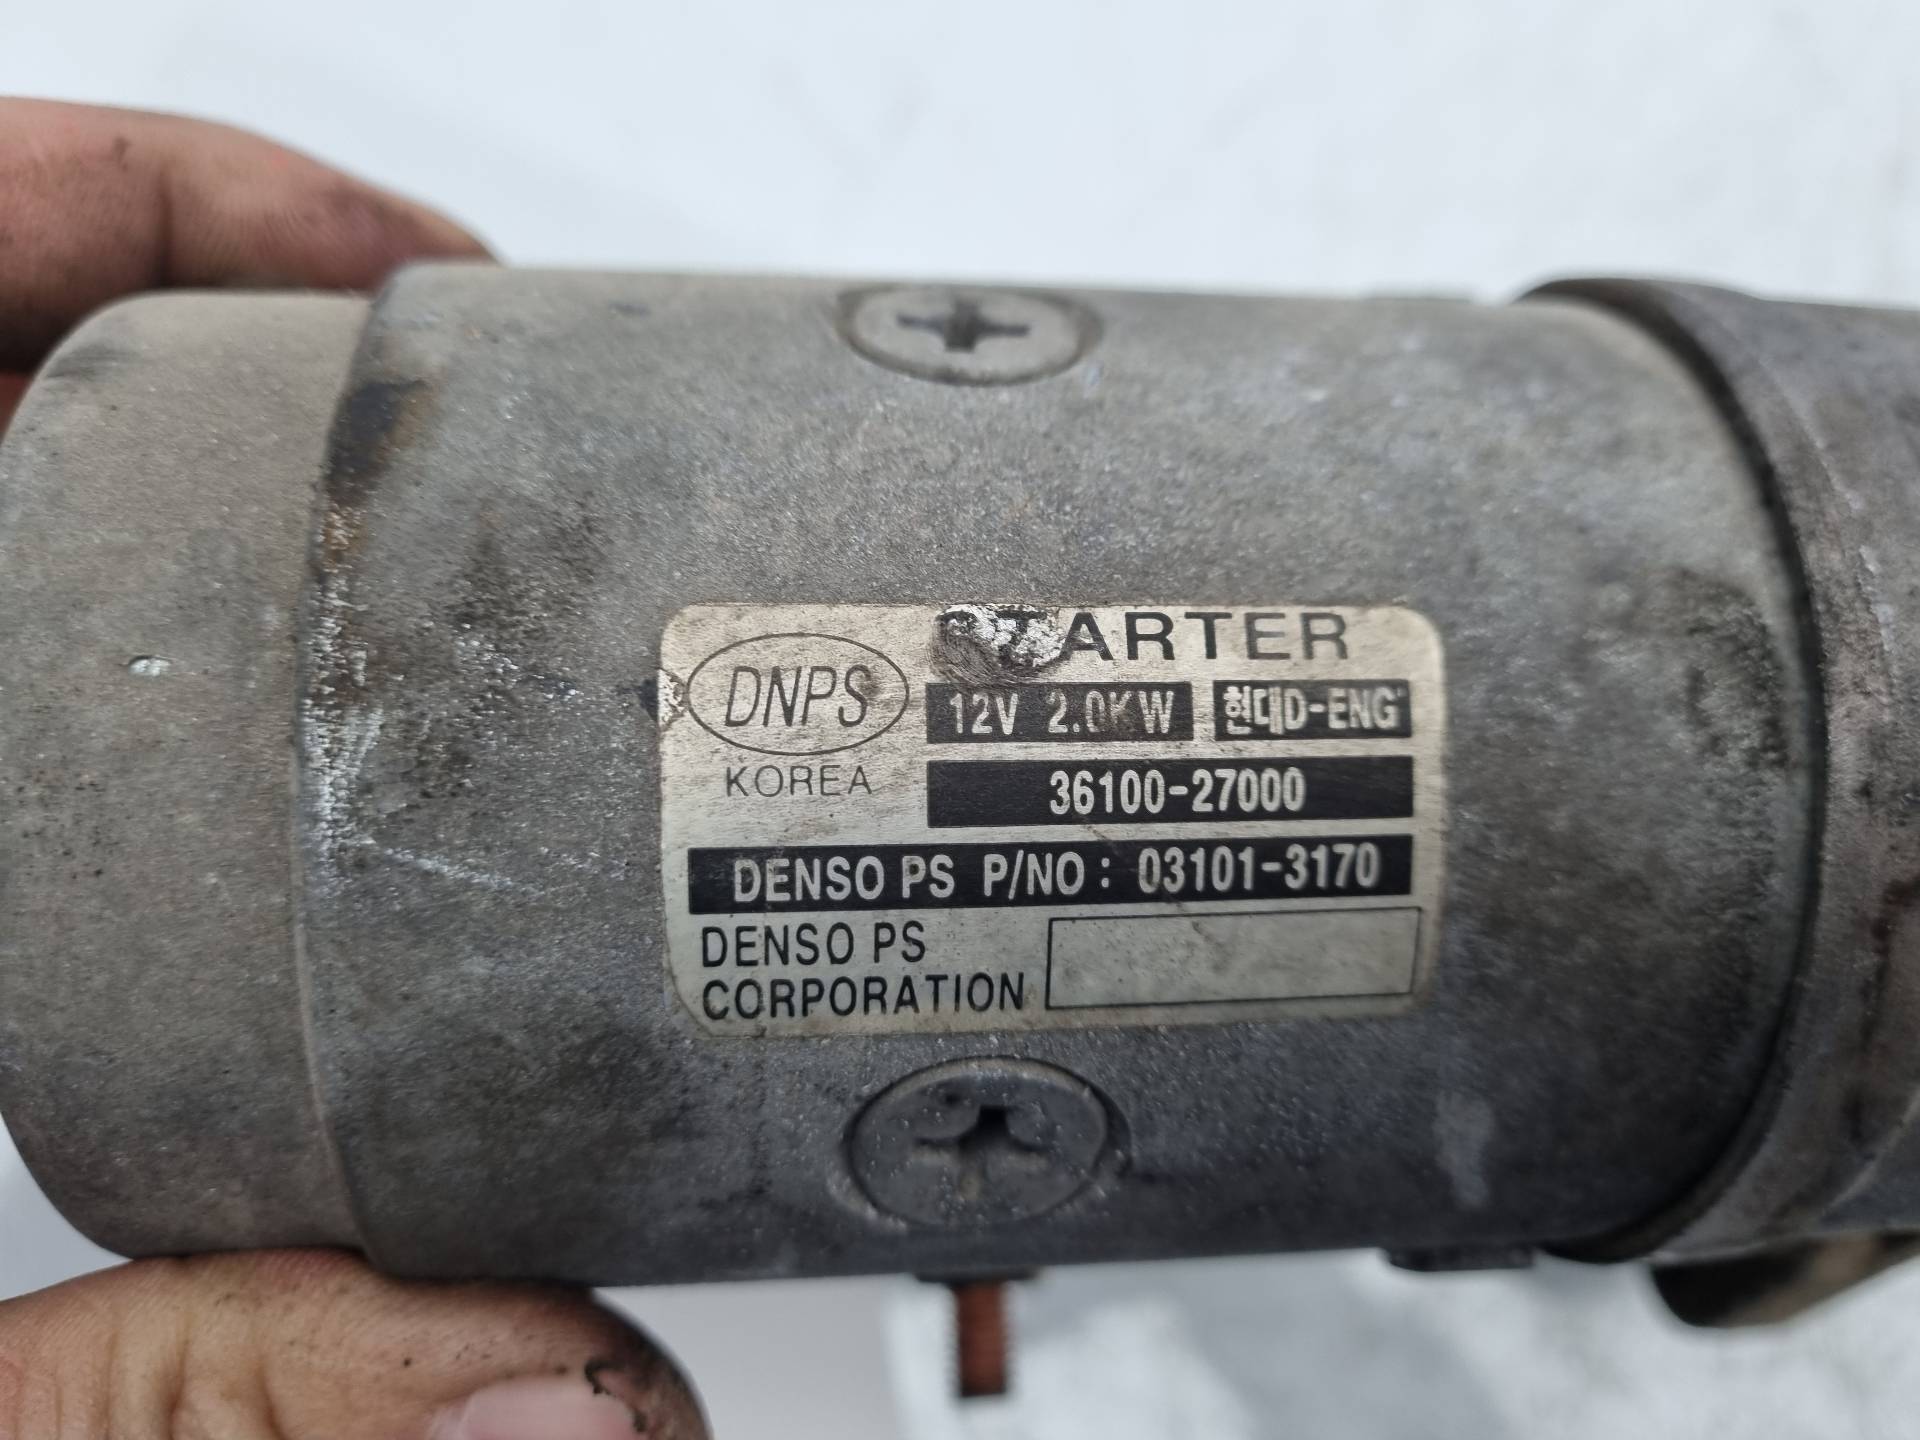 STARTER
DNPS
12V 2.0KW 현대D-ENG'
KOREA
36100-27000
DENSO PS P/NO : 03101-3170
DENSO PS
CORPORATION